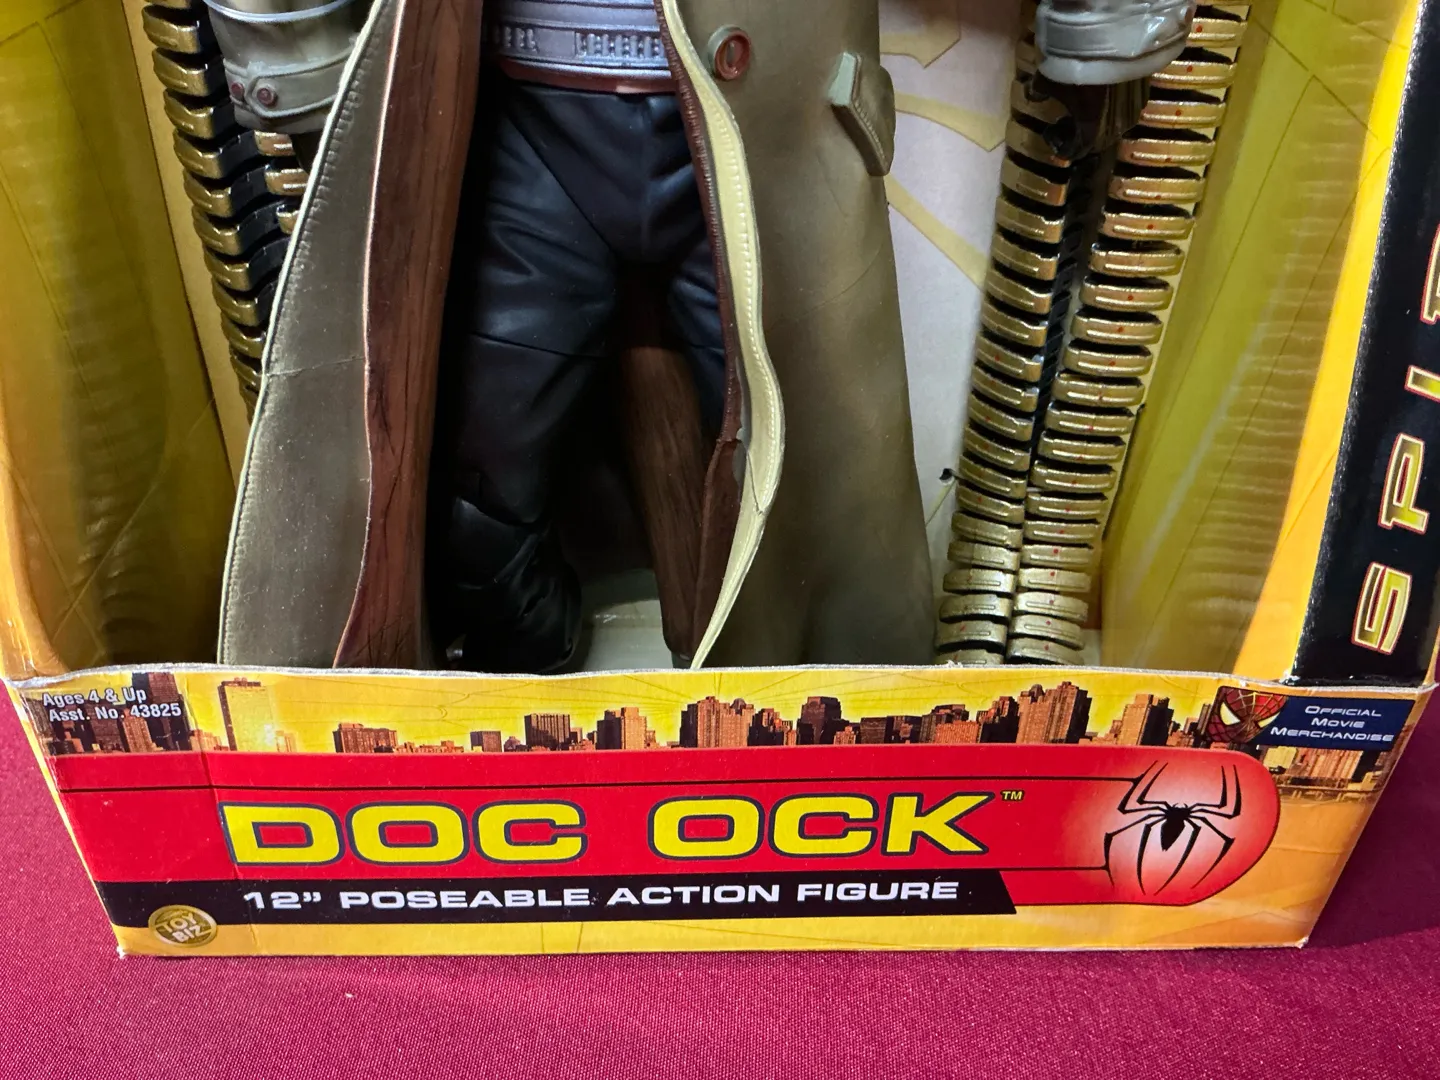 Ages 4 & Up
Asst. No. 43825
OFFICIAL
MOVIE
MERCHANDISE
DOC OCK™
12” POSEABLE ACTION FIGURE
TOY
BIZ
SPI